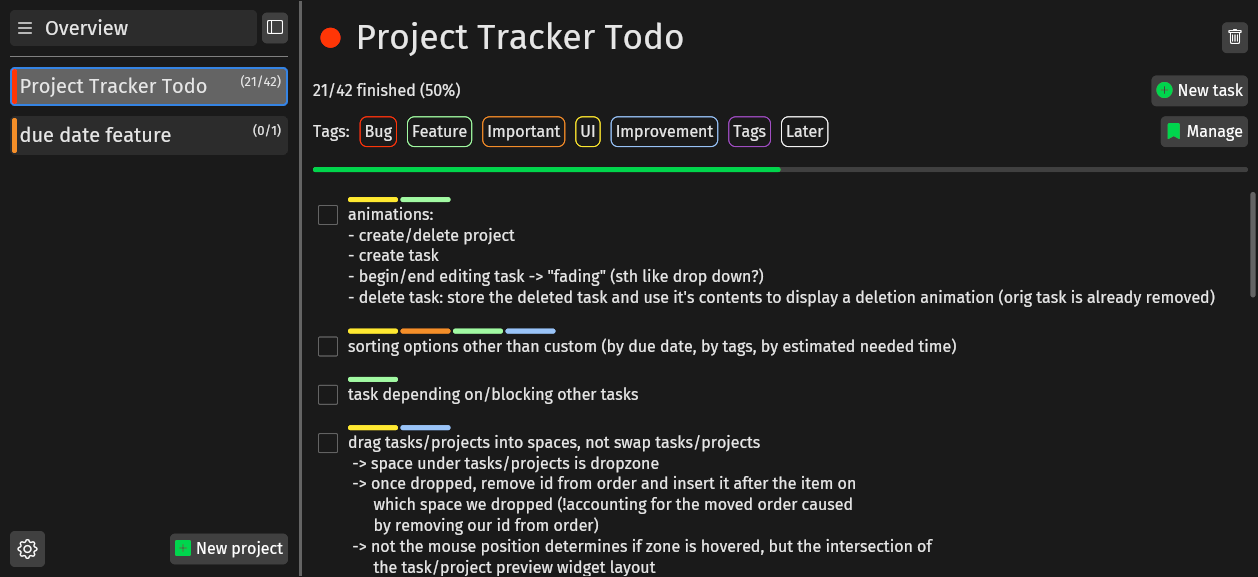 Overview
Project Tracker Todo (21/42)
due date feature (0/1)
New project
Project Tracker Todo
21/42 finished (50%)
New task
Tags: Bug Feature Important UI Improvement Tags Later
Manage
animations:
- create/delete project
- create task
- begin/end editing task -> "fading" (sth like drop down?)
- delete task: store the deleted task and use it's contents to display a deletion animation (orig task is already removed)
sorting options other than custom (by due date, by tags, by estimated needed time)
task depending on/blocking other tasks
drag tasks/projects into spaces, not swap tasks/projects
-> space under tasks/projects is dropzone
-> once dropped, remove id from order and insert it after the item on
which space we dropped (!accounting for the moved order caused
by removing our id from order)
-> not the mouse position determines if zone is hovered, but the intersection of
the task/project preview widget layout